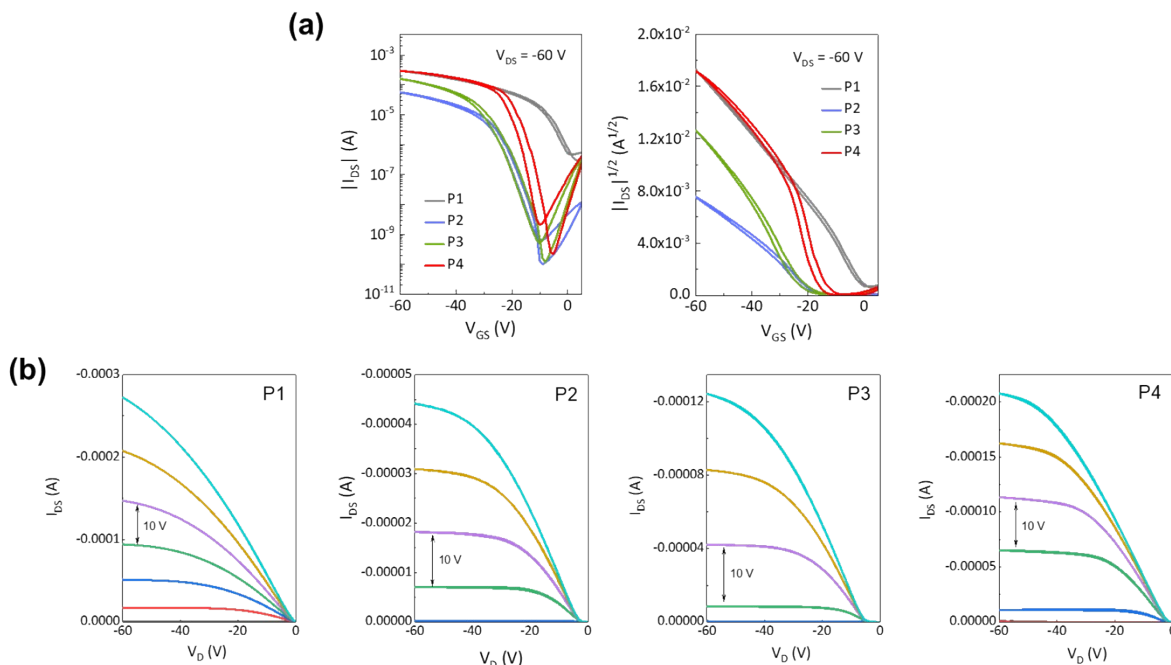 (a)
10⁻³
10⁻⁵
10⁻⁷
10⁻⁹
10⁻¹¹
|I_DS| (A)
V_DS = -60 V
P1
P2
P3
P4
-60 -40 -20 0
V_GS (V)
2.0x10⁻²
1.6x10⁻²
1.2x10⁻²
8.0x10⁻³
4.0x10⁻³
0.0
|I_DS|^1/2 (A^1/2)
V_DS = -60 V
P1
P2
P3
P4
-60 -40 -20 0
V_GS (V)
(b)
-0.0003
-0.0002
-0.0001
0.0000
I_DS (A)
P1
10 V
-60 -40 -20 0
V_D (V)
-0.00005
-0.00004
-0.00003
-0.00002
-0.00001
0.00000
I_DS (A)
P2
10 V
-60 -40 -20 0
V_D (V)
-0.00012
-0.00008
-0.00004
0.00000
I_DS (A)
P3
10 V
-60 -40 -20 0
V_D (V)
-0.00020
-0.00015
-0.00010
-0.00005
0.00000
I_DS (A)
P4
10 V
-60 -40 -20 0
V_D (V)